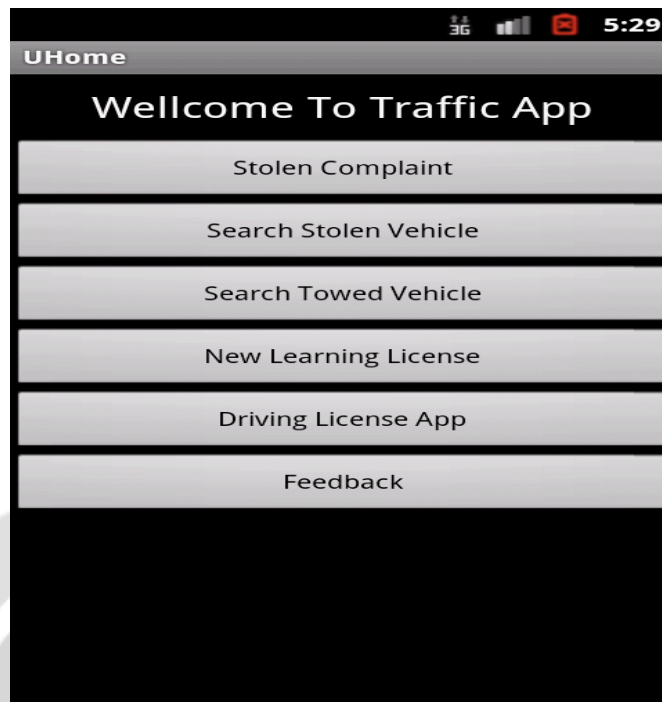 3G 5:29
UHome
Wellcome To Traffic App
Stolen Complaint
Search Stolen Vehicle
Search Towed Vehicle
New Learning License
Driving License App
Feedback